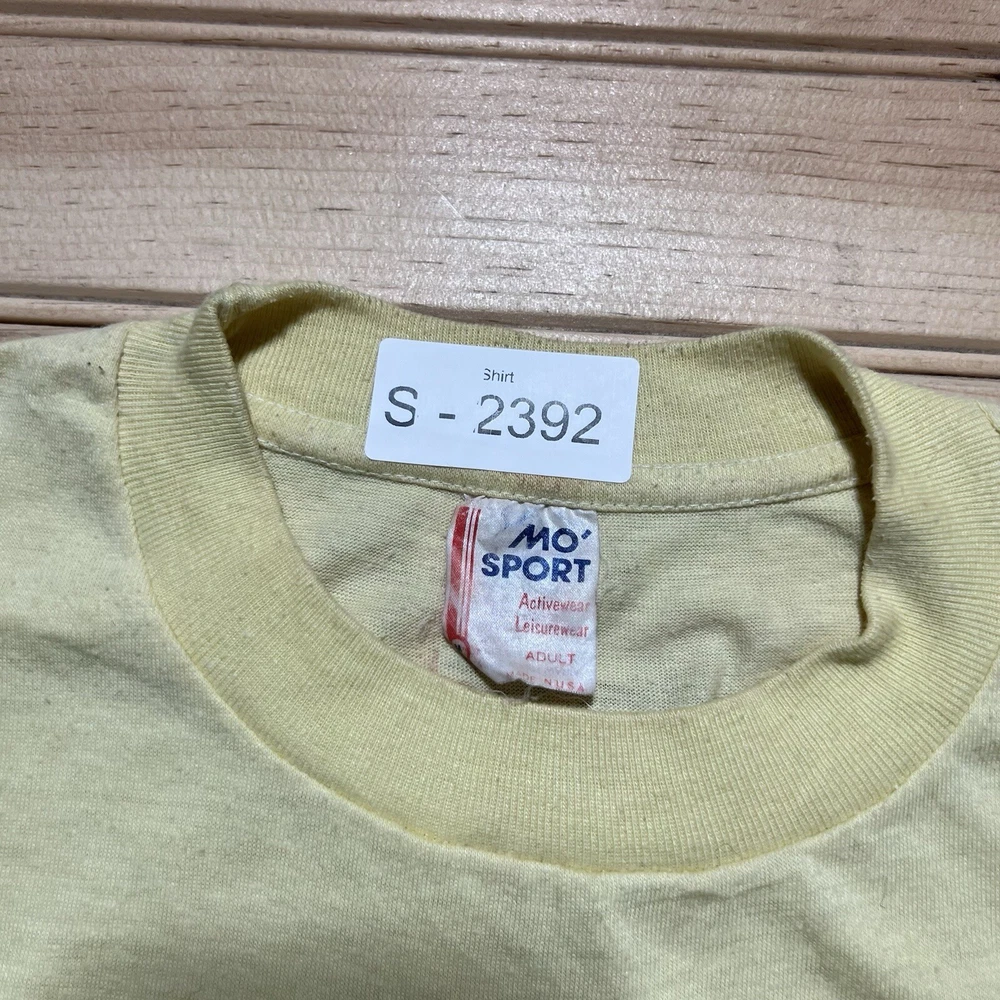 Shirt
S - 2392
MO'
SPORT
Activewear
Leisurewear
ADULT
U.S.A.